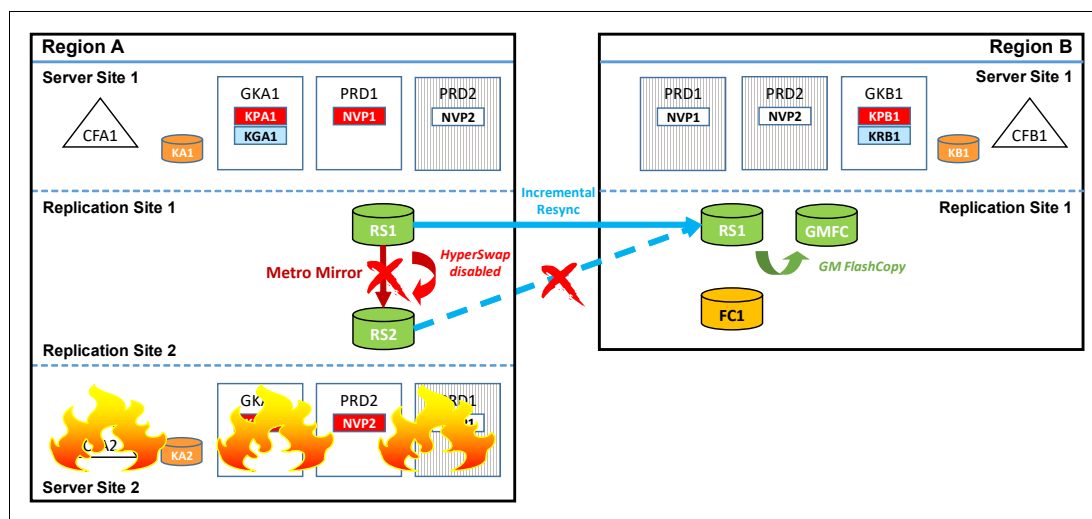 Region A
Server Site 1
CFA1
KA1
GKA1
KPA1
KGA1
PRD1
NVP1
PRD2
NVP2
Replication Site 1
RS1
Metro Mirror
HyperSwap
disabled
RS2
Replication Site 2
KA2
PRD2
NVP2
Server Site 2
Incremental
Resync
Region B
Server Site 1
PRD1
NVP1
PRD2
NVP2
GKB1
KPB1
KRB1
KB1
CFB1
Replication Site 1
RS1
GMFC
GM FlashCopy
FC1